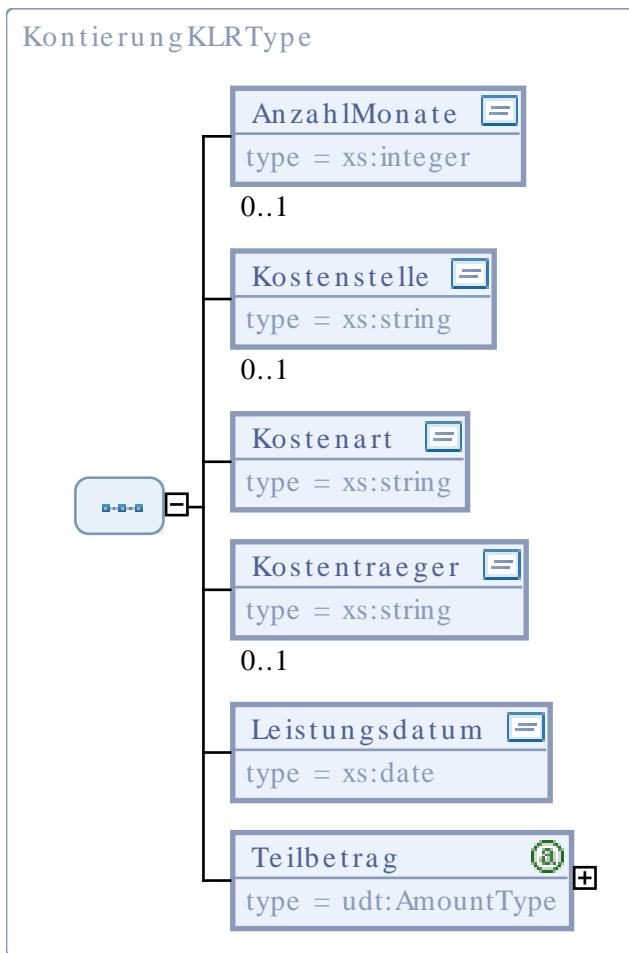 KontierungKLRType
AnzahlMonate
type = xs:integer
0..1
Kostenstelle
type = xs:string
0..1
Kostenart
type = xs:string
Kostentraeger
type = xs:string
0..1
Leistungsdatum
type = xs:date
Teilbetrag
a
type = udt:AmountType